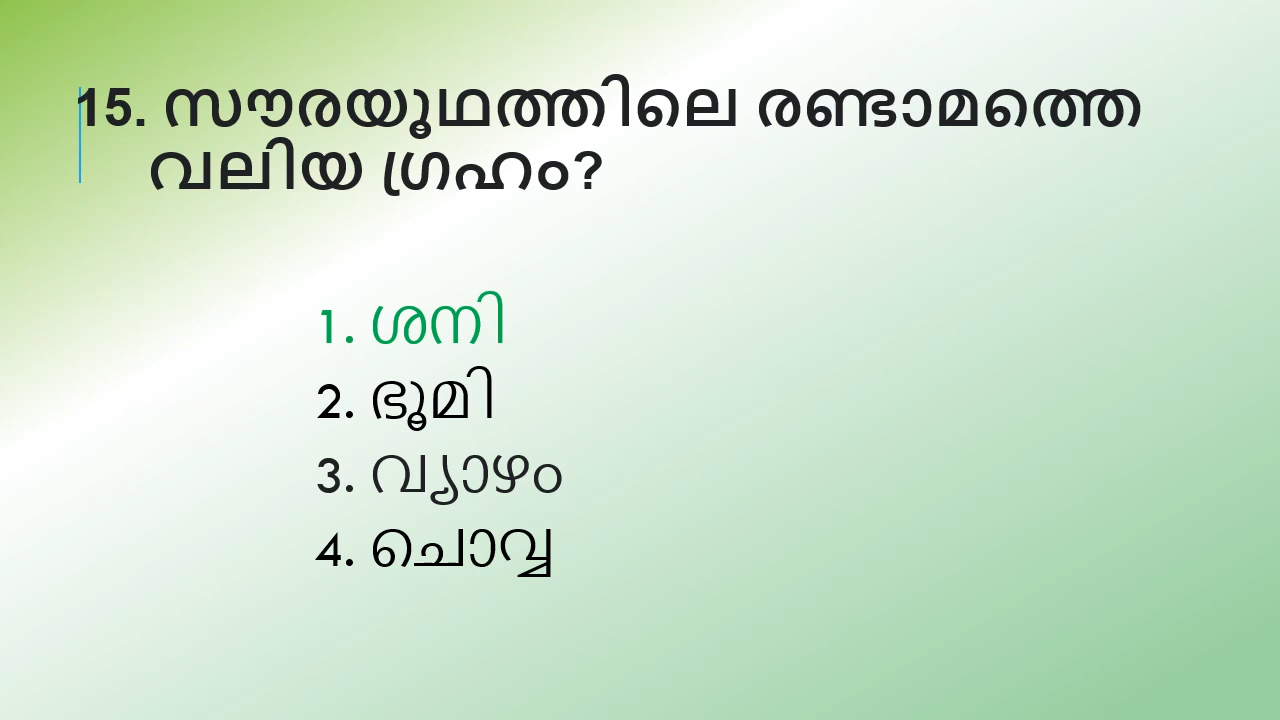 15. സൗരയൂഥത്തിലെ രണ്ടാമത്തെ
വലിയ ഗ്രഹം?
1. ശനി
2. ഭൂമി
3. വ്യാഴം
4. ചൊവ്വ